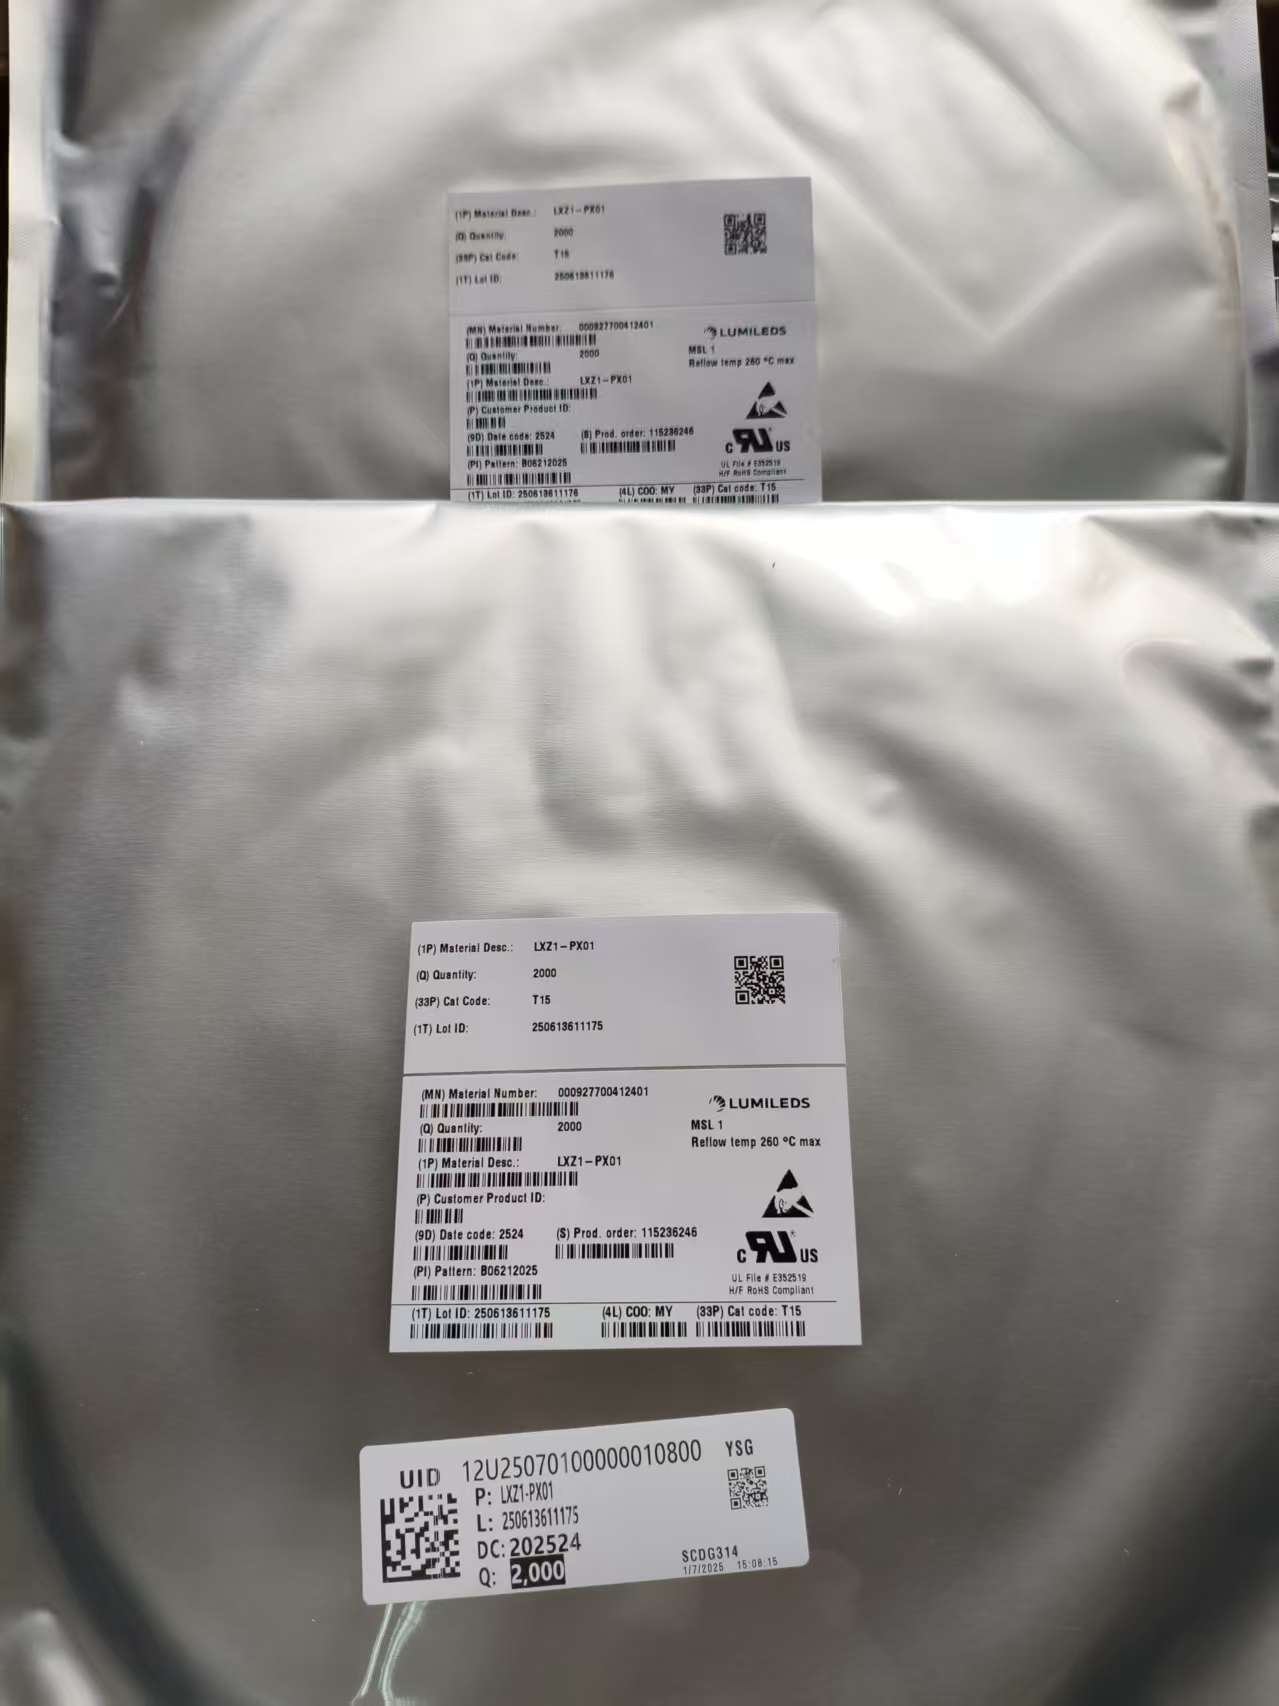 (1P) Material Desc.: LXZ1-PX01
(Q) Quantity: 2000
(33P) Cat Code: T15
(1T) Lot ID: 250613611176
(MN) Material Number: 000927700412401
LUMILEDS
(Q) Quantity: 2000
MSL 1
Reflow temp 260 °C max
(1P) Material Desc.: LXZ1-PX01
(P) Customer Product ID:
(9D) Date code: 2524 (S) Prod. order: 115236246
C RU US
(PI) Pattern: B06212025
UL File # E352519
H/F RoHS Compliant
(1T) Lot ID: 250613611176 (4L) COO: MY (33P) Cat code: T15
(1P) Material Desc.: LXZ1-PX01
(Q) Quantity: 2000
(33P) Cat Code: T15
(1T) Lot ID: 250613611175
(MN) Material Number: 000927700412401
LUMILEDS
(Q) Quantity: 2000
MSL 1
Reflow temp 260 °C max
(1P) Material Desc.: LXZ1-PX01
(P) Customer Product ID:
(9D) Date code: 2524 (S) Prod. order: 115236246
C RU® US
(PI) Pattern: B06212025
UL File # E352519
H/F RoHS Compliant
(1T) Lot ID: 250613611175 (4L) COO: MY (33P) Cat code: T15
UID 12U25070100000010800 YSG
P: LXZ1-PX01
L: 250613611175
DC: 202524
Q: 2,000
SCDG314
1/7/2025 15:08:15